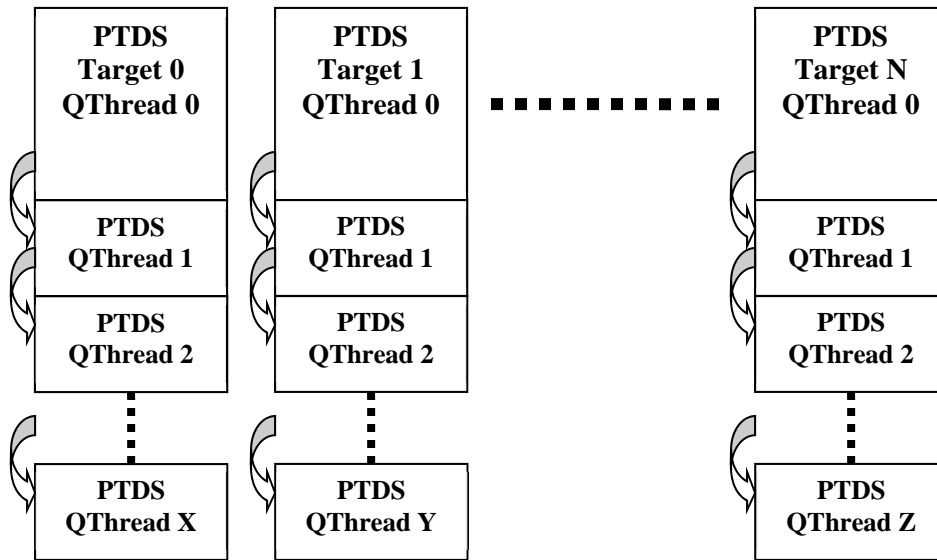 PTDS
Target 0
QThread 0
PTDS
Target 1
QThread 0
PTDS
Target N
QThread 0
PTDS
QThread 1
PTDS
QThread 1
PTDS
QThread 1
PTDS
QThread 2
PTDS
QThread 2
PTDS
QThread 2
PTDS
QThread X
PTDS
QThread Y
PTDS
QThread Z